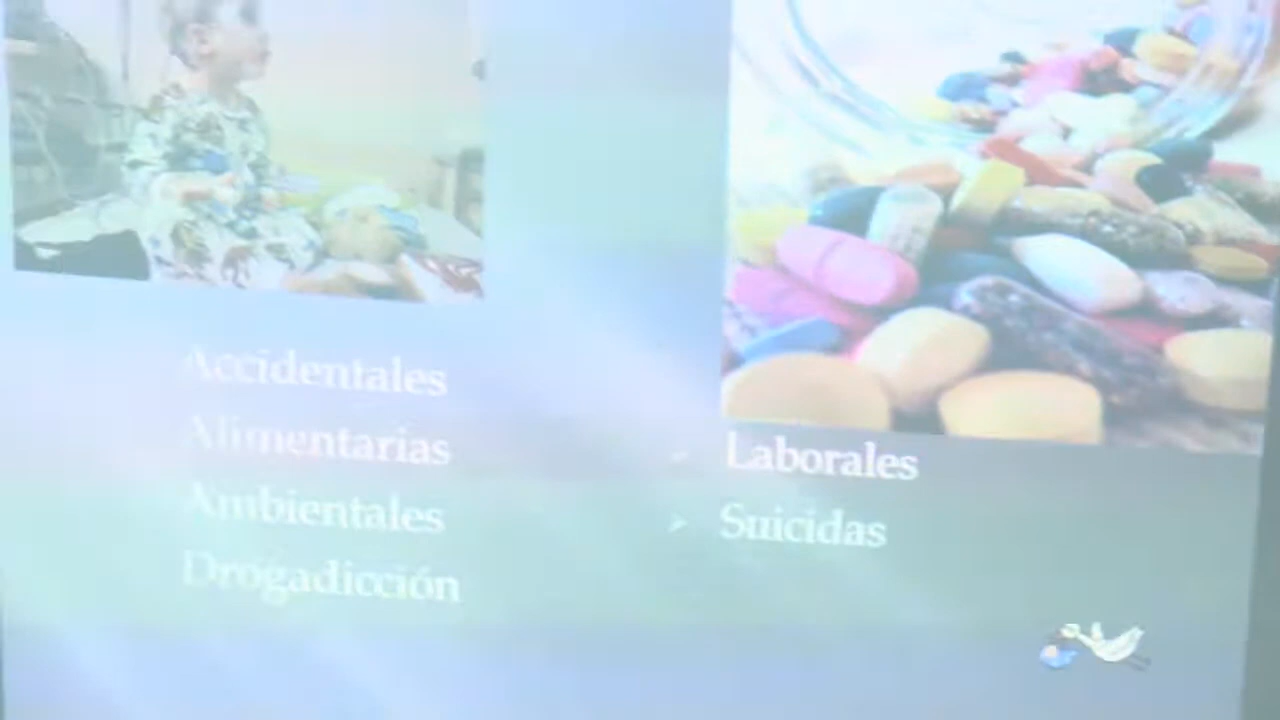 Accidentales
Alimentarias
Ambientales
Drogadicción
Laborales
Suicidas